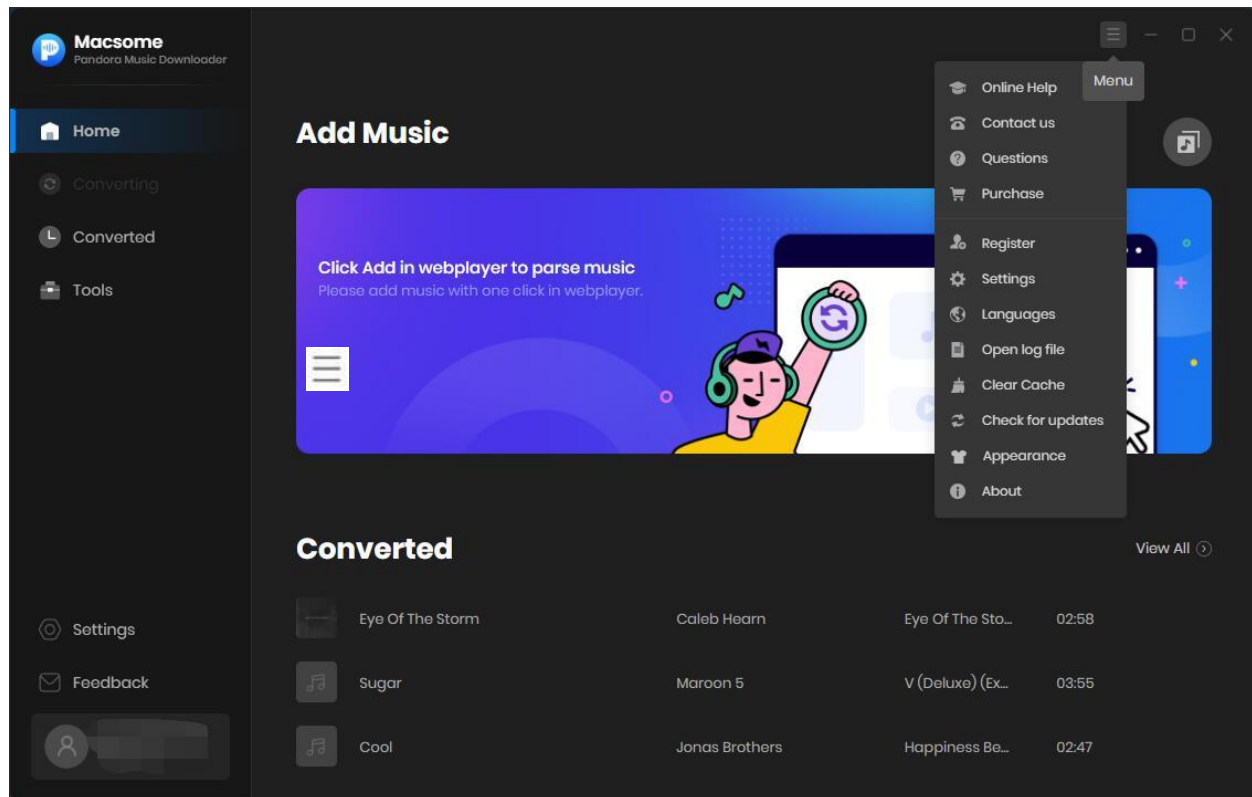 Macsome
Pandora Music Downloader
Home
Converting
Converted
Tools
Settings
Feedback
Menu
Online Help
Contact us
Questions
Purchase
Register
Settings
Languages
Open log file
Clear Cache
Check for updates
Appearance
About
Add Music
Click Add in webplayer to parse music
Please add music with one click in webplayer.
Converted
View All
Eye Of The Storm Caleb Hearn Eye Of The Sto... 02:58
Sugar Maroon 5 V (Deluxe) (Ex... 03:55
Cool Jonas Brothers Happiness Be... 02:47